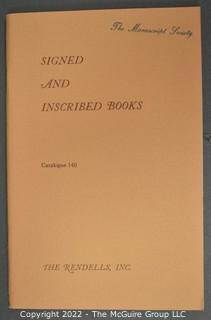 The Manuscript Society
SIGNED
AND
INSCRIBED BOOKS
Catalogue 140
THE RENDELLS, INC.
Copyright © 2022 - The McGuire Group LLC